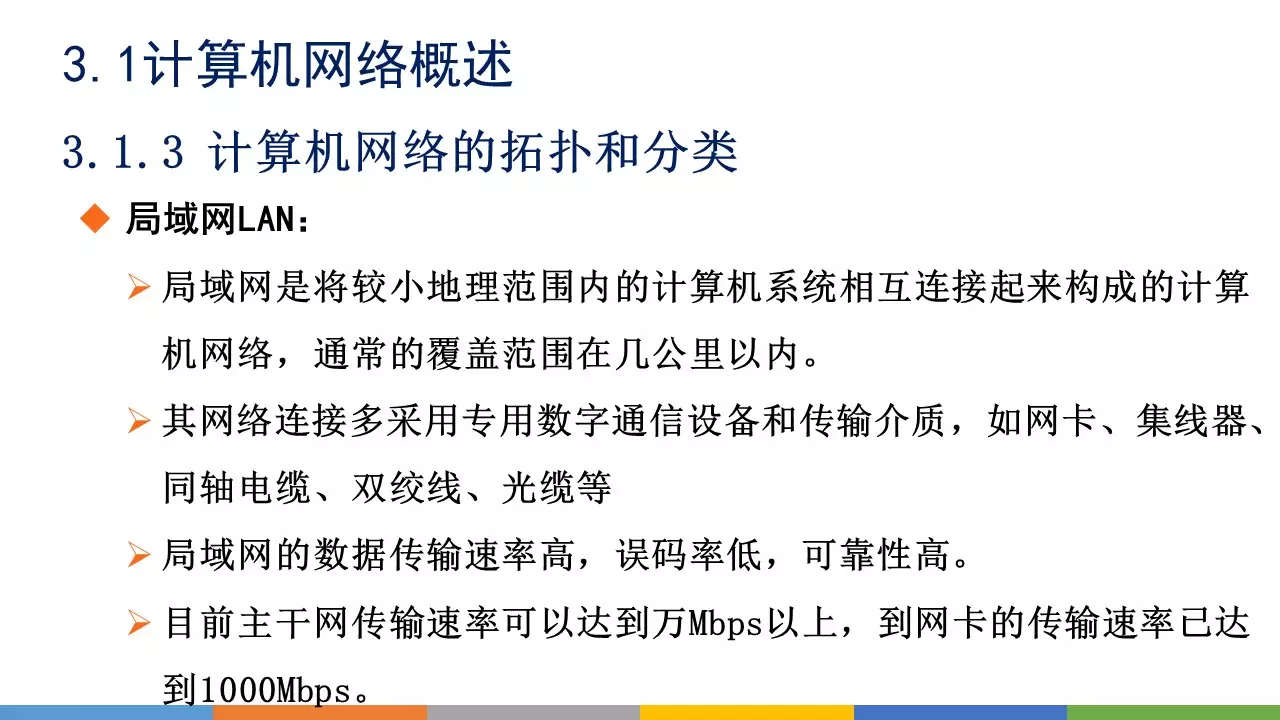 3.1计算机网络概述
3.1.3 计算机网络的拓扑和分类
局域网LAN：
局域网是将较小地理范围内的计算机系统相互连接起来构成的计算
机网络，通常的覆盖范围在几公里以内。
其网络连接多采用专用数字通信设备和传输介质，如网卡、集线器、
同轴电缆、双绞线、光缆等
局域网的数据传输速率高，误码率低，可靠性高。
目前主干网传输速率可以达到万Mbps以上，到网卡的传输速率已达
到1000Mbps。